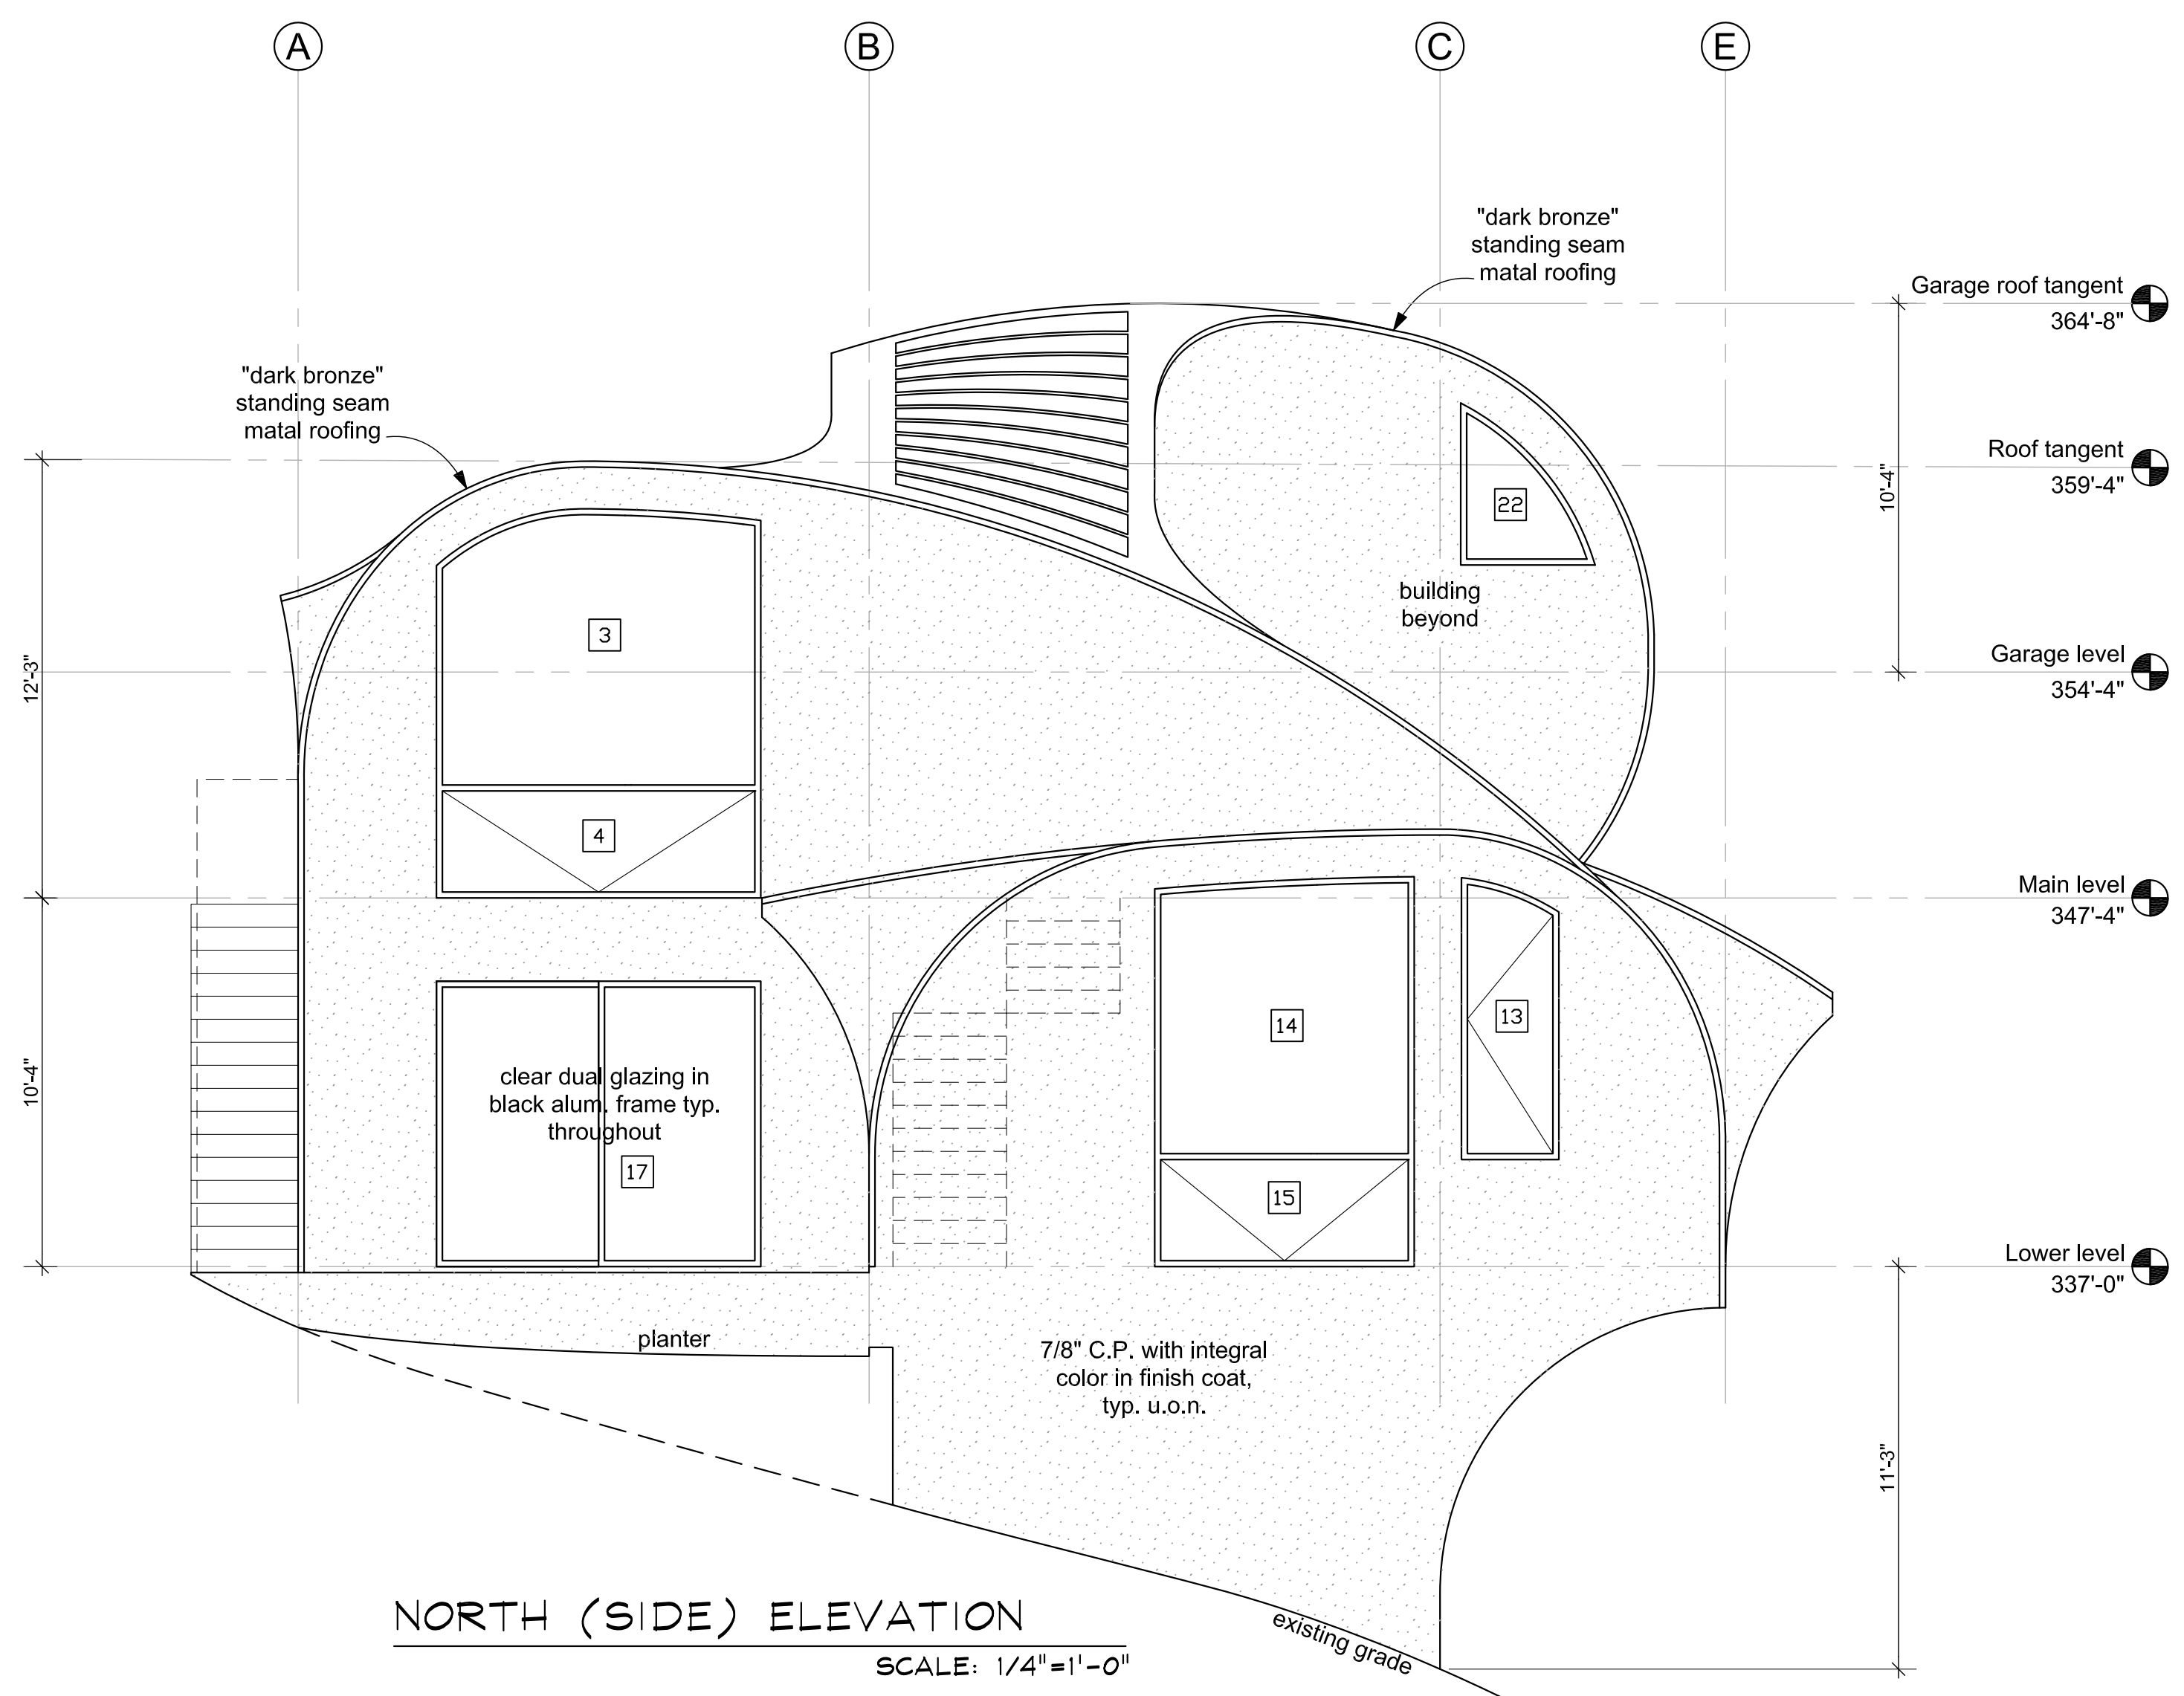 A
B
C
E
"dark bronze"
standing seam
matal roofing
Garage roof tangent
364'-8"
"dark bronze"
standing seam
matal roofing
Roof tangent
359'-4"
10'-4"
22
building
beyond
3
Garage level
354'-4"
12'-3"
4
Main level
347'-4"
14
13
clear dual glazing in
black alum. frame typ.
throughout
10'-4"
17
15
Lower level
337'-0"
planter
7/8" C.P. with integral
color in finish coat,
typ. u.o.n.
11'-3"
existing grade
NORTH (SIDE) ELEVATION
SCALE: 1/4"=1'-0"